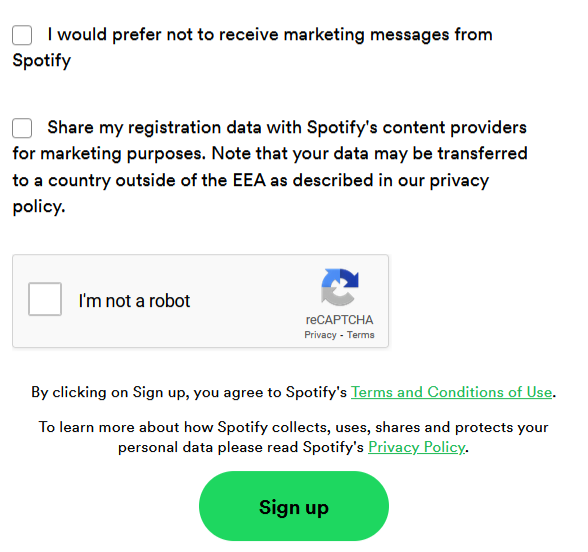 I would prefer not to receive marketing messages from
Spotify
Share my registration data with Spotify's content providers
for marketing purposes. Note that your data may be transferred
to a country outside of the EEA as described in our privacy
policy.
I'm not a robot
reCAPTCHA
Privacy - Terms
By clicking on Sign up, you agree to Spotify's Terms and Conditions of Use.
To learn more about how Spotify collects, uses, shares and protects your
personal data please read Spotify's Privacy Policy.
Sign up